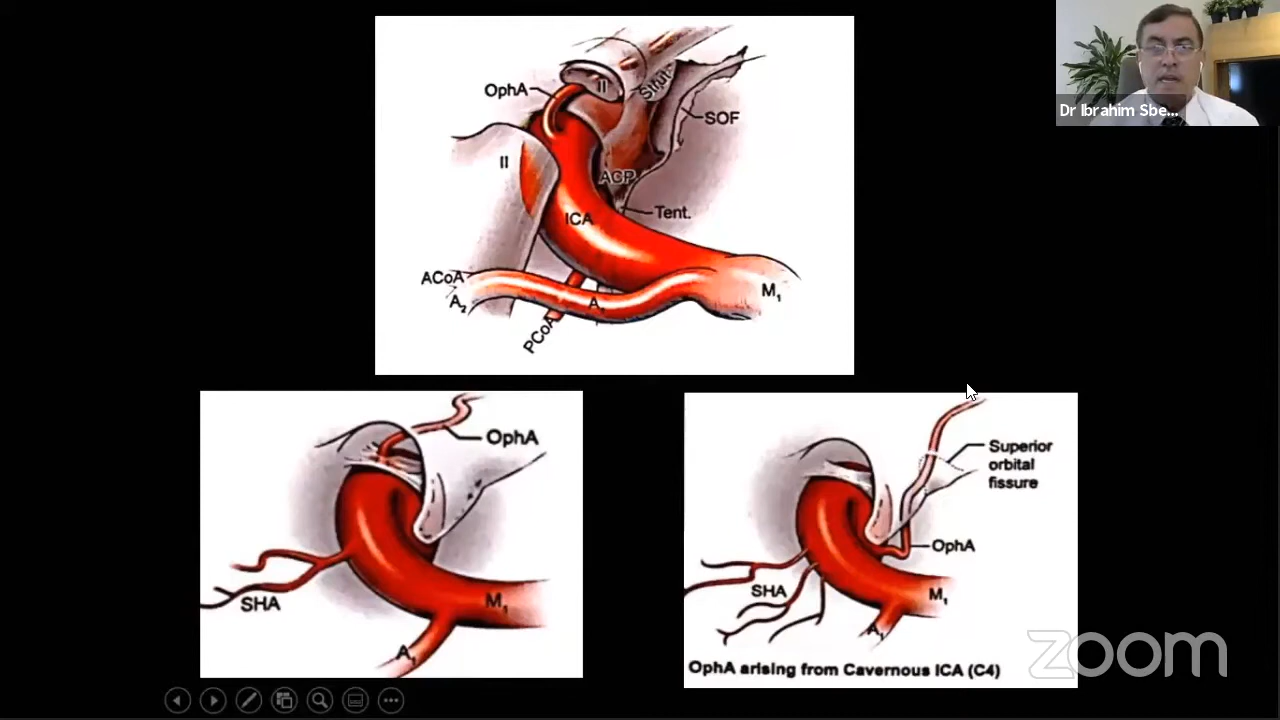 Dr Ibrahim Sbe...
OphA
II
Strut
SOF
II
ACP
ICA
Tent.
ACoA
A2
A1
M1
PCoA
OphA
SHA
M1
A1
Superior
orbital
fissure
OphA
SHA
M1
A1
OphA arising from Cavernous ICA (C4)
zoom